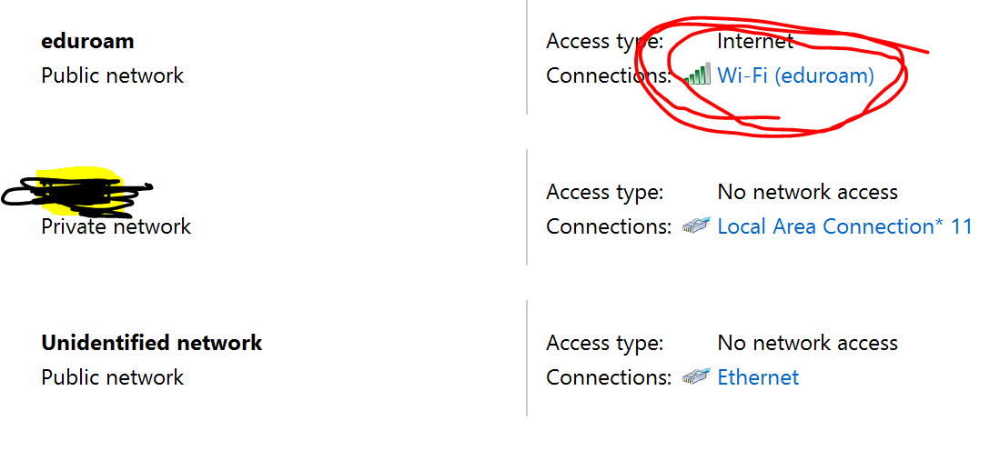 eduroam
Public network
Access type: Internet
Connections: Wi-Fi (eduroam)
Private network
Access type: No network access
Connections: Local Area Connection* 11
Unidentified network
Public network
Access type: No network access
Connections: Ethernet